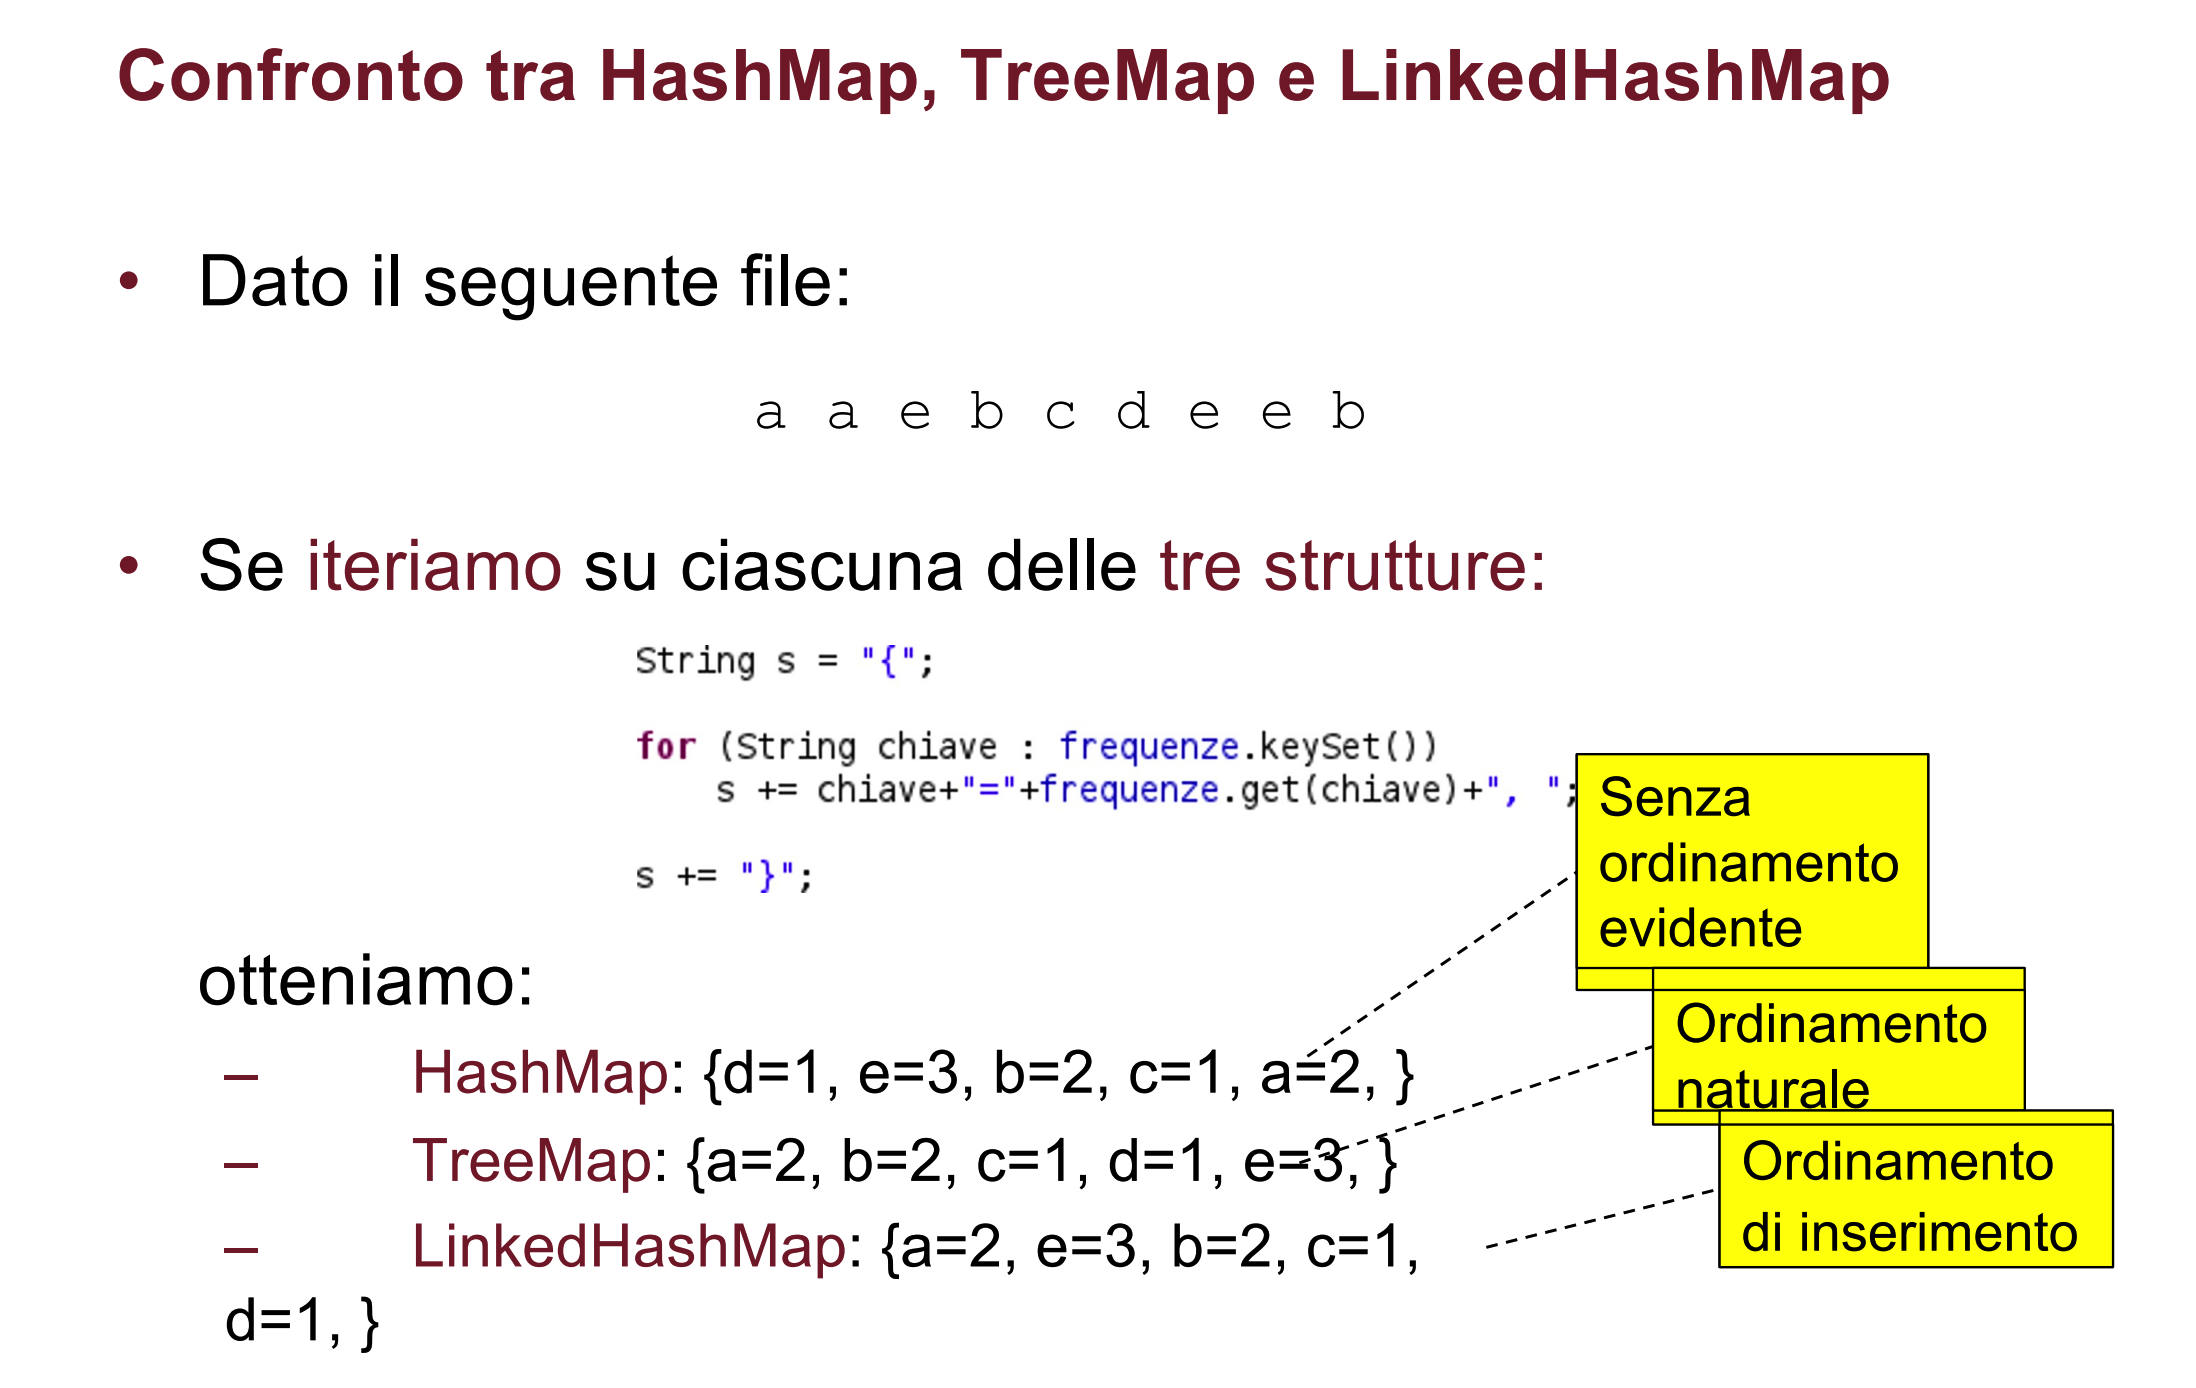 Confronto tra HashMap, TreeMap e LinkedHashMap
• Dato il seguente file:
a a e b c d e e b
• Se iteriamo su ciascuna delle tre strutture:
String s = "{";
for (String chiave : frequenze.keySet())
s += chiave+"="+frequenze.get(chiave)+", ";
s += "}";
Senza
ordinamento
evidente
otteniamo:
Ordinamento
naturale
– HashMap: {d=1, e=3, b=2, c=1, a=2, }
– TreeMap: {a=2, b=2, c=1, d=1, e=3, }
Ordinamento
di inserimento
– LinkedHashMap: {a=2, e=3, b=2, c=1,
d=1, }